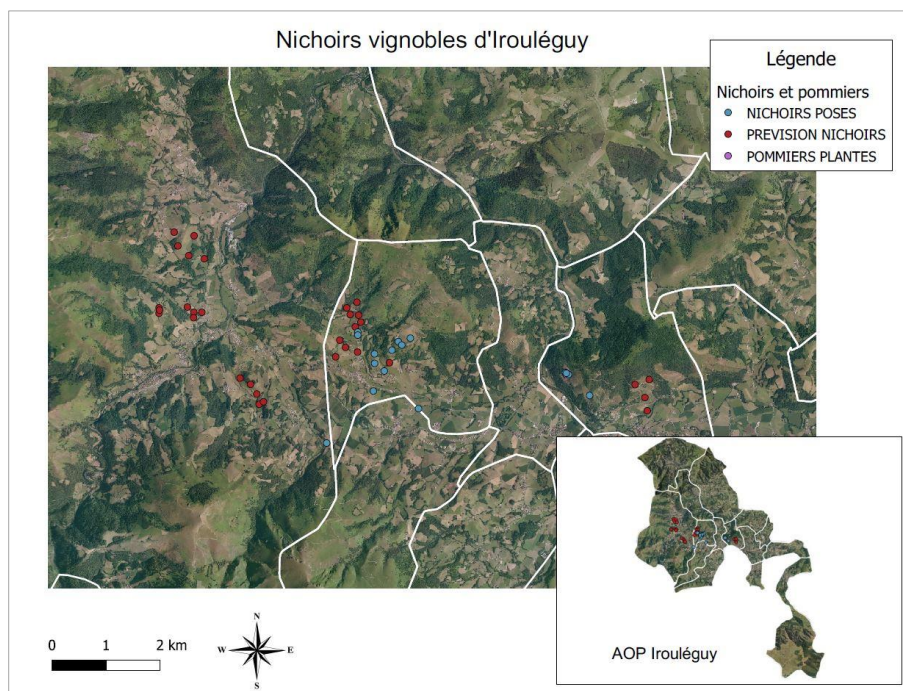 Nichoirs vignobles d'Irouléguy
Légende
Nichoirs et pommiers
NICHOIRS POSES
PREVISION NICHOIRS
POMMIERS PLANTES
0 1 2 km
N
W E
S
AOP Irouléguy